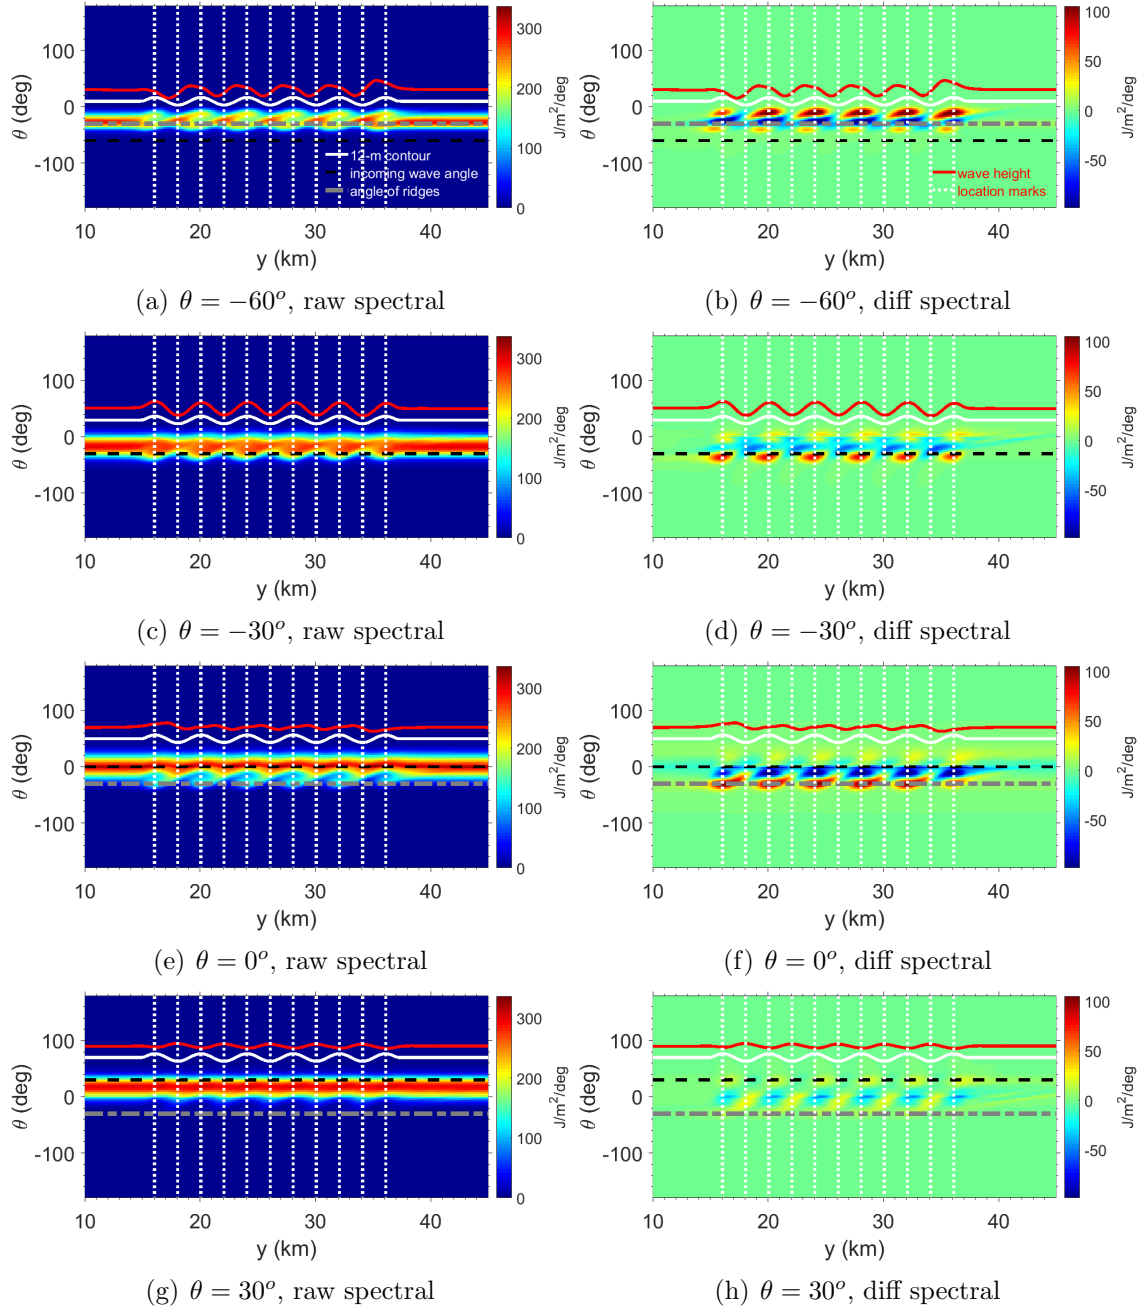 100
0
-100
θ (deg)
10 20 30 40
y (km)
300
200
100
0
J/m²/deg
12-m contour
incoming wave angle
angle of ridges
100
0
-100
θ (deg)
10 20 30 40
y (km)
100
50
0
-50
J/m²/deg
wave height
location marks
(a) θ = −60°, raw spectral
(b) θ = −60°, diff spectral
100
0
-100
θ (deg)
10 20 30 40
y (km)
300
200
100
0
J/m²/deg
100
0
-100
θ (deg)
10 20 30 40
y (km)
100
50
0
-50
J/m²/deg
(c) θ = −30°, raw spectral
(d) θ = −30°, diff spectral
100
0
-100
θ (deg)
10 20 30 40
y (km)
300
200
100
0
J/m²/deg
100
0
-100
θ (deg)
10 20 30 40
y (km)
100
50
0
-50
J/m²/deg
(e) θ = 0°, raw spectral
(f) θ = 0°, diff spectral
100
0
-100
θ (deg)
10 20 30 40
y (km)
300
200
100
0
J/m²/deg
100
0
-100
θ (deg)
10 20 30 40
y (km)
100
50
0
-50
J/m²/deg
(g) θ = 30°, raw spectral
(h) θ = 30°, diff spectral